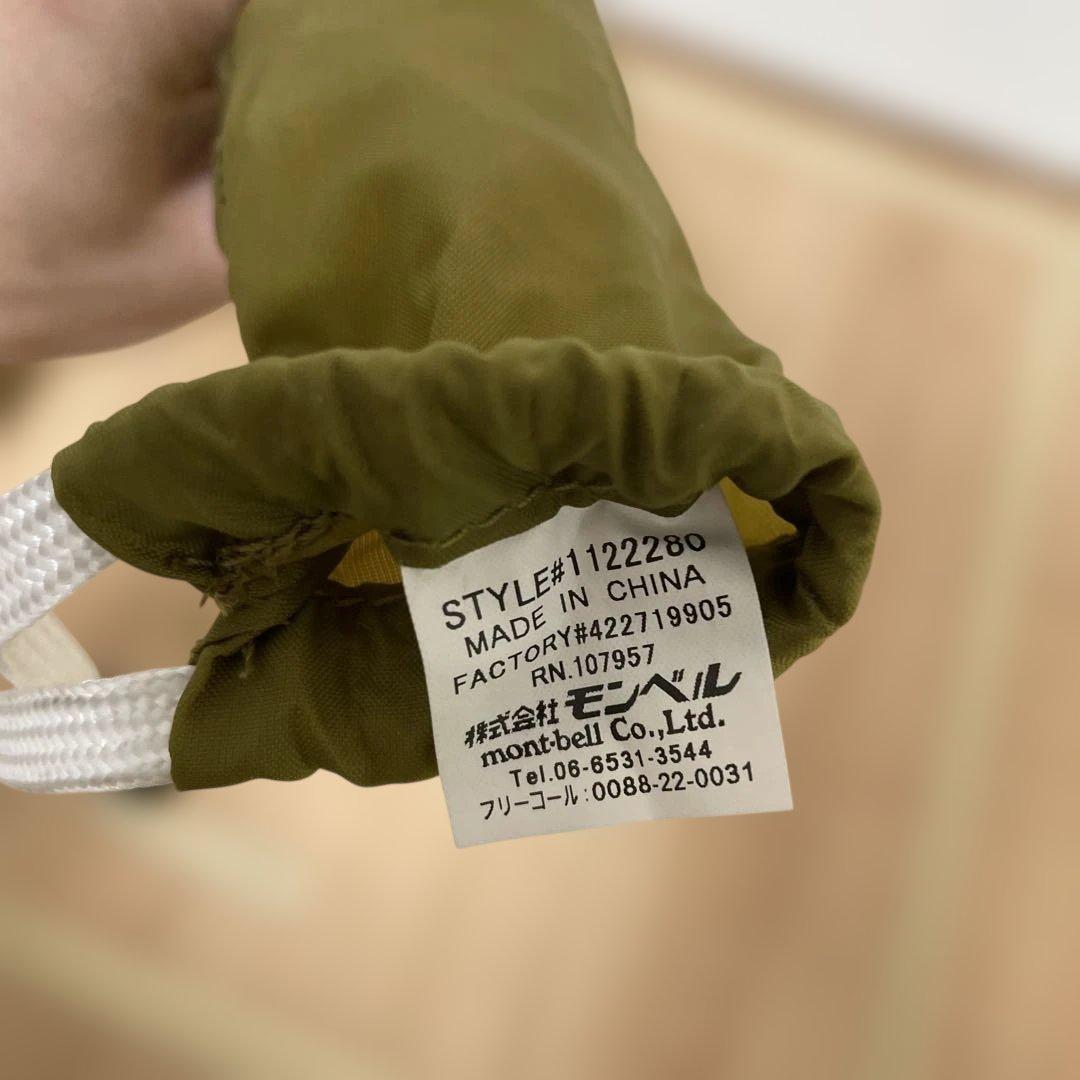 STYLE#1122280
MADE IN CHINA
FACTORY#422719905
RN.107957
株式会社 モンベル
mont-bell Co.,Ltd.
Tel.06-6531-3544
フリーコール:0088-22-0031